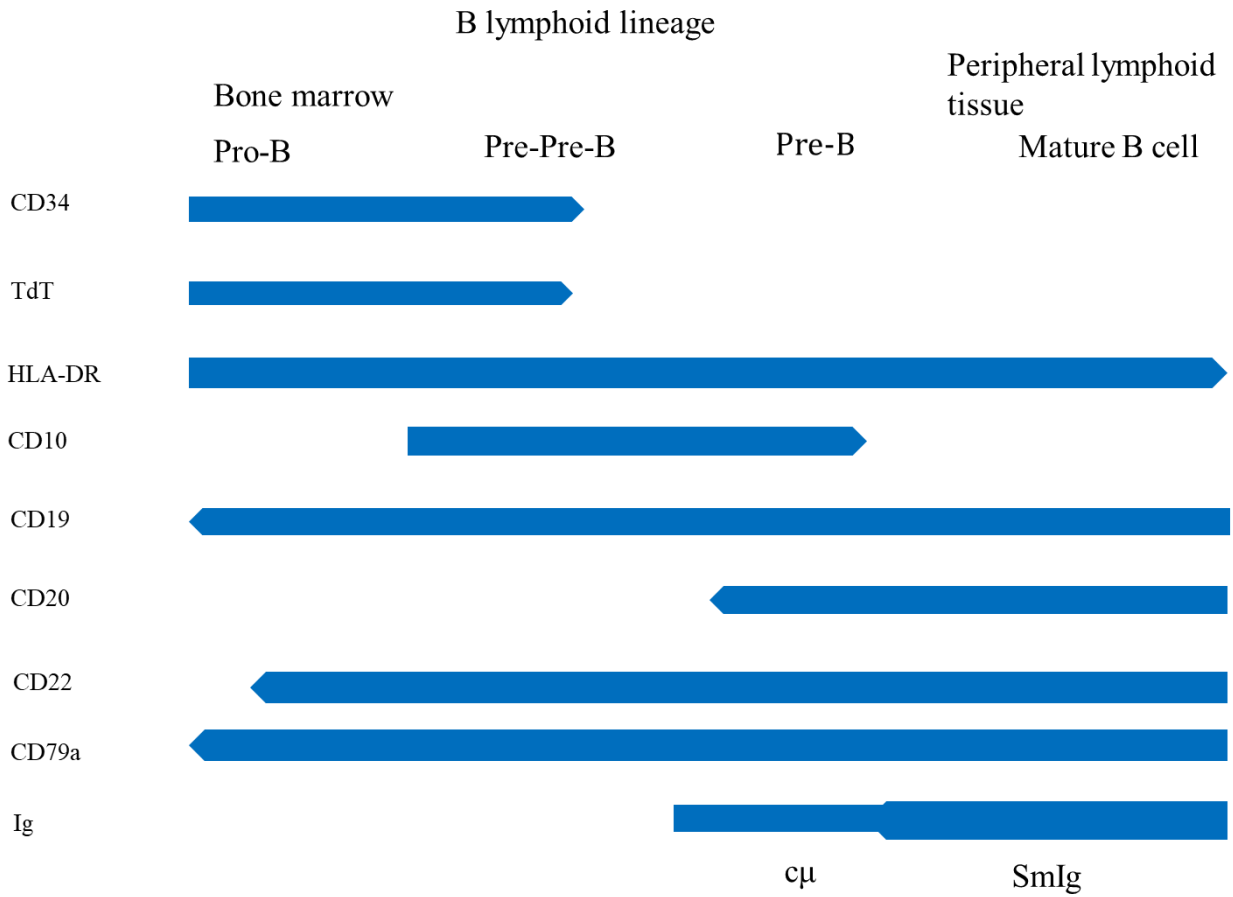 B lymphoid lineage
Peripheral lymphoid
tissue
Bone marrow
Pro-B
Pre-Pre-B
Pre-B
Mature B cell
CD34
TdT
HLA-DR
CD10
CD19
CD20
CD22
CD79a
Ig
cμ
SmIg